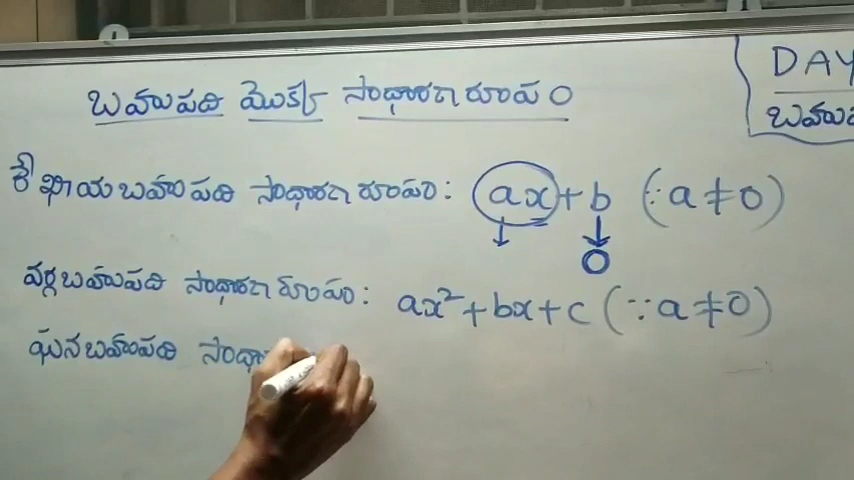 బహుపది మొక్క సాధారణ రూపం
రేఖీయ బహుపది సాధారణ రూపం: ax+b (∵a≠0)
0
వర్గ బహుపది సాధారణ రూపం: ax²+bx+c (∵a≠0)
ఘన బహుపది
DAY